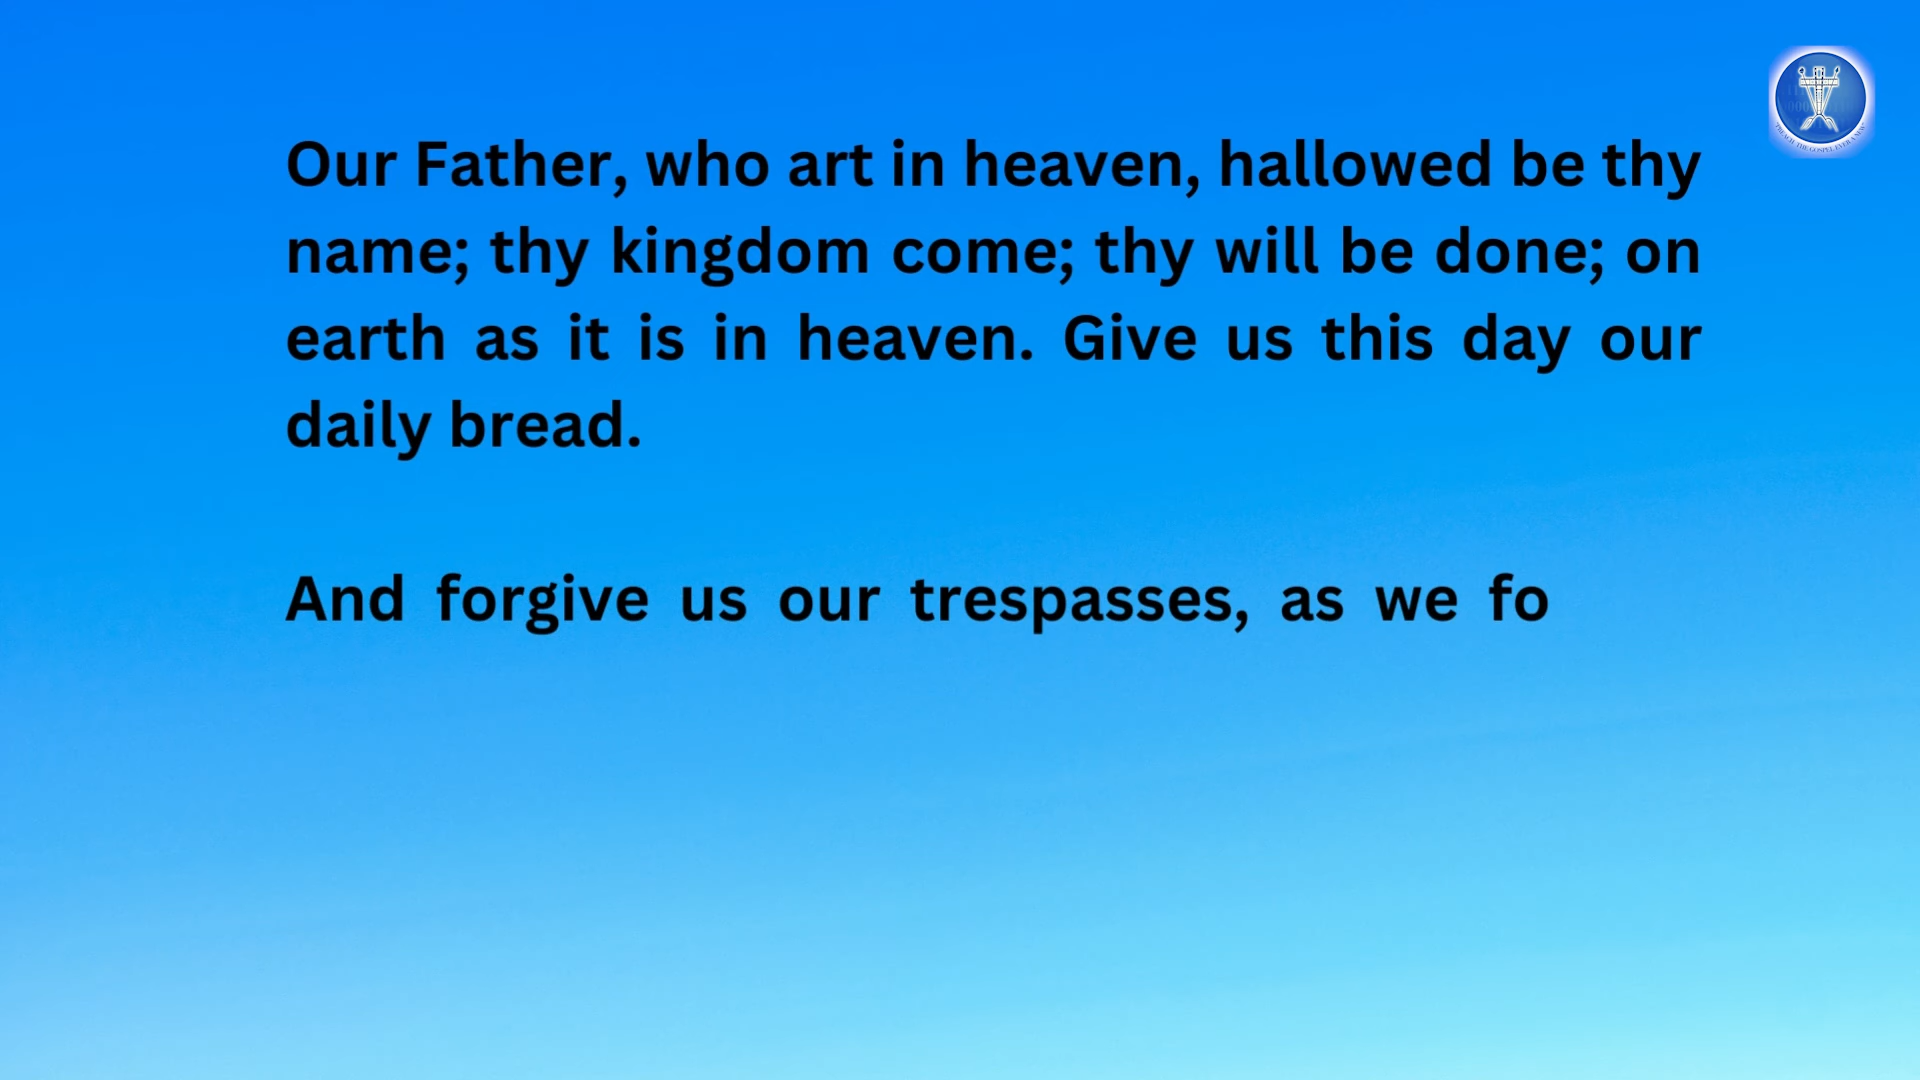 Our Father, who art in heaven, hallowed be thy
name; thy kingdom come; thy will be done; on
earth as it is in heaven. Give us this day our
daily bread.
And forgive us our trespasses, as we fo